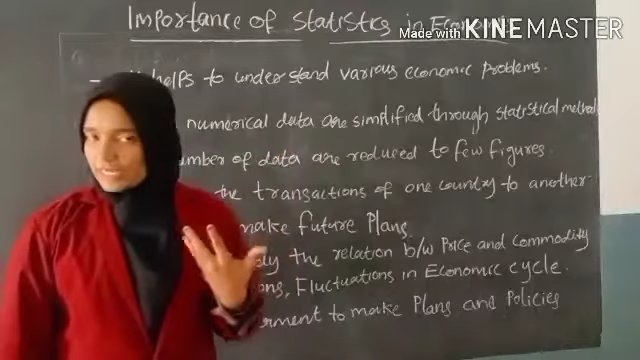 Importance of Statistics in Econom
Made with KINEMASTER
helps to understand various economic problems.
numerical data are simplified through statistical methods
number of data are reduced to few figures.
the transactions of one country to another.
make future Plans.
the relation b/w Price and commodity
Fluctuations in Economic cycle.
to make Plans and Policies